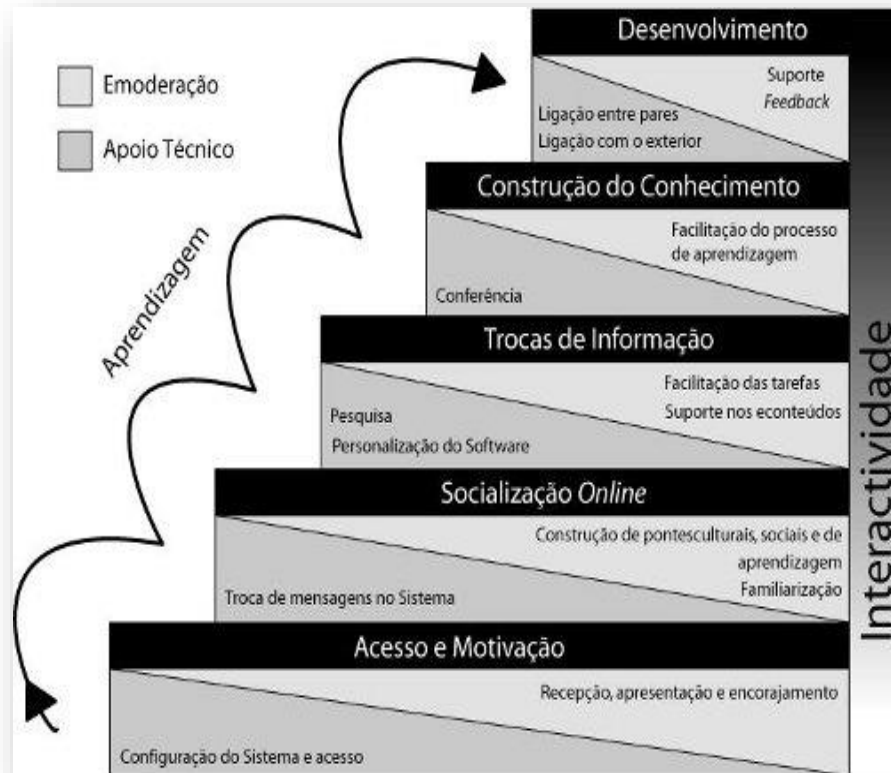 Desenvolvimento
Emoderação
Apoio Técnico
Suporte
Feedback
Ligação entre pares
Ligação com o exterior
Construção do Conhecimento
Facilitação do processo
de aprendizagem
Conferência
Aprendizagem
Trocas de Informação
Facilitação das tarefas
Suporte nos econteúdos
Pesquisa
Personalização do Software
Socialização Online
Construção de pontesculturais, sociais e de
aprendizagem
Familiarização
Troca de mensagens no Sistema
Acesso e Motivação
Recepção, apresentação e encorajamento
Configuração do Sistema e acesso
Interactividade